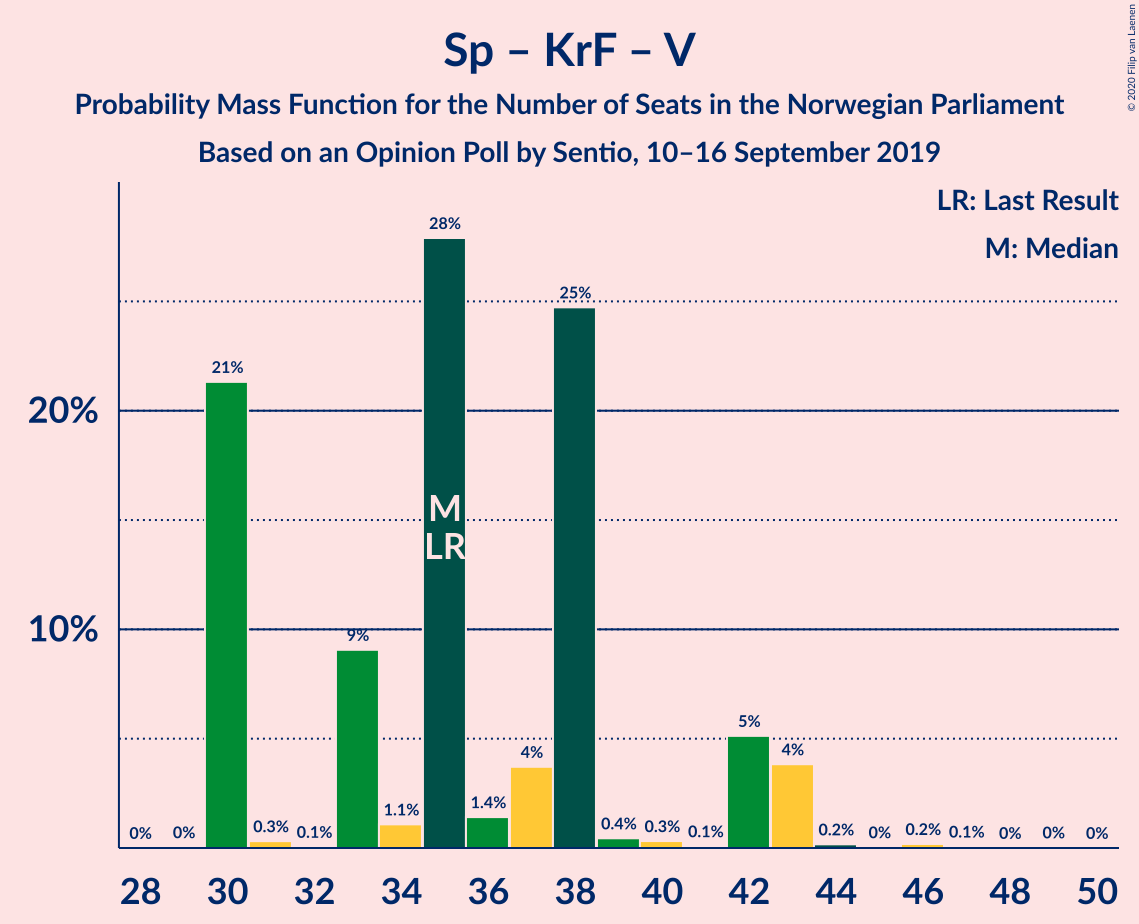 Sp – KrF – V
Probability Mass Function for the Number of Seats in the Norwegian Parliament
Based on an Opinion Poll by Sentio, 10–16 September 2019
© 2020 Filip van Laenen
LR: Last Result
M: Median
20%
10%
0%
0%
21%
0.3%
0.1%
9%
1.1%
28%
1.4%
4%
25%
0.4%
0.3%
0.1%
5%
4%
0.2%
0%
0.2%
0.1%
0%
0%
0%
M
LR
28 30 32 34 36 38 40 42 44 46 48 50